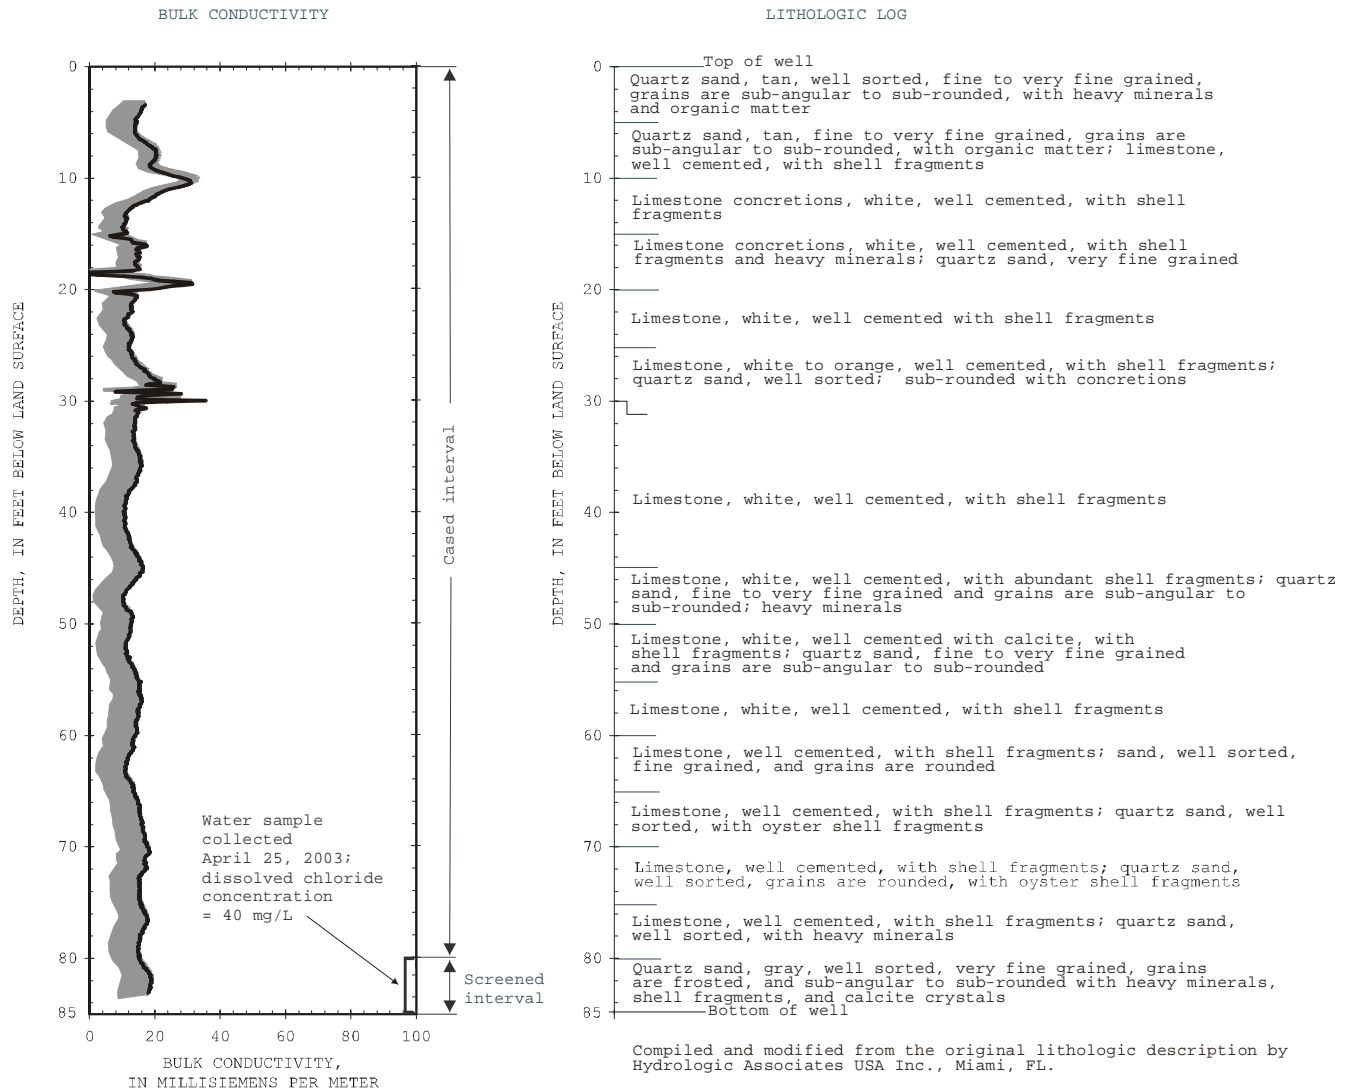 BULK CONDUCTIVITY
0
10
20
30
40
50
60
70
80
85
DEPTH, IN FEET BELOW LAND SURFACE
0
20
40
60
80
100
BULK CONDUCTIVITY,
IN MILLISIEMENS PER METER
Water sample
collected
April 25, 2003;
dissolved chloride
concentration
= 40 mg/L
Cased interval
Screened
interval
LITHOLOGIC LOG
DEPTH, IN FEET BELOW LAND SURFACE
0
10
20
30
40
50
60
70
80
85
Top of well
Quartz sand, tan, well sorted, fine to very fine grained,
grains are sub-angular to sub-rounded, with heavy minerals
and organic matter
Quartz sand, tan, fine to very fine grained, grains are
sub-angular to sub-rounded, with organic matter; limestone,
well cemented, with shell fragments
Limestone concretions, white, well cemented, with shell
fragments
Limestone concretions, white, well cemented, with shell
fragments and heavy minerals; quartz sand, very fine grained
Limestone, white, well cemented with shell fragments
Limestone, white to orange, well cemented, with shell fragments;
quartz sand, well sorted;  sub-rounded with concretions
Limestone, white, well cemented, with shell fragments
Limestone, white, well cemented, with abundant shell fragments; quartz
sand, fine to very fine grained and grains are sub-angular to
sub-rounded; heavy minerals
Limestone, white, well cemented with calcite, with
shell fragments; quartz sand, fine to very fine grained
and grains are sub-angular to sub-rounded
Limestone, white, well cemented, with shell fragments
Limestone, well cemented, with shell fragments; sand, well sorted,
fine grained, and grains are rounded
Limestone, well cemented, with shell fragments; quartz sand, well
sorted, with oyster shell fragments
Limestone, well cemented, with shell fragments; quartz sand,
well sorted, grains are rounded, with oyster shell fragments
Limestone, well cemented, with shell fragments; quartz sand,
well sorted, with heavy minerals
Quartz sand, gray, well sorted, very fine grained, grains
are frosted, and sub-angular to sub-rounded with heavy minerals,
shell fragments, and calcite crystals
Bottom of well
Compiled and modified from the original lithologic description by
Hydrologic Associates USA Inc., Miami, FL.